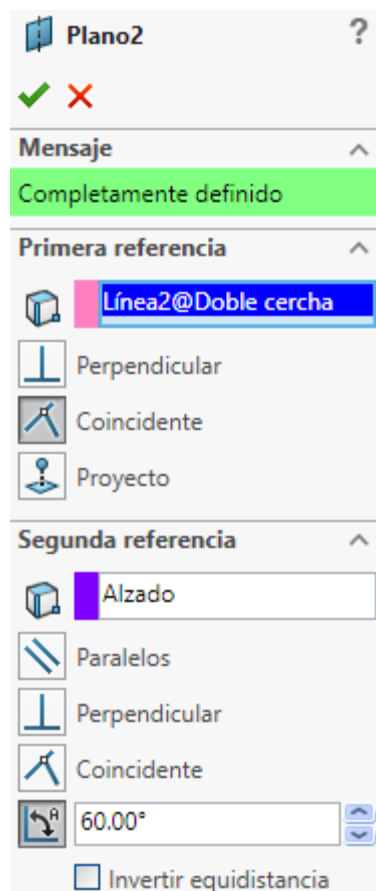 Plano2 ?
Mensaje
Completamente definido
Primera referencia
Línea2@Doble cercha
Perpendicular
Coincidente
Proyecto
Segunda referencia
Alzado
Paralelos
Perpendicular
Coincidente
A 60.00°
Invertir equidistancia